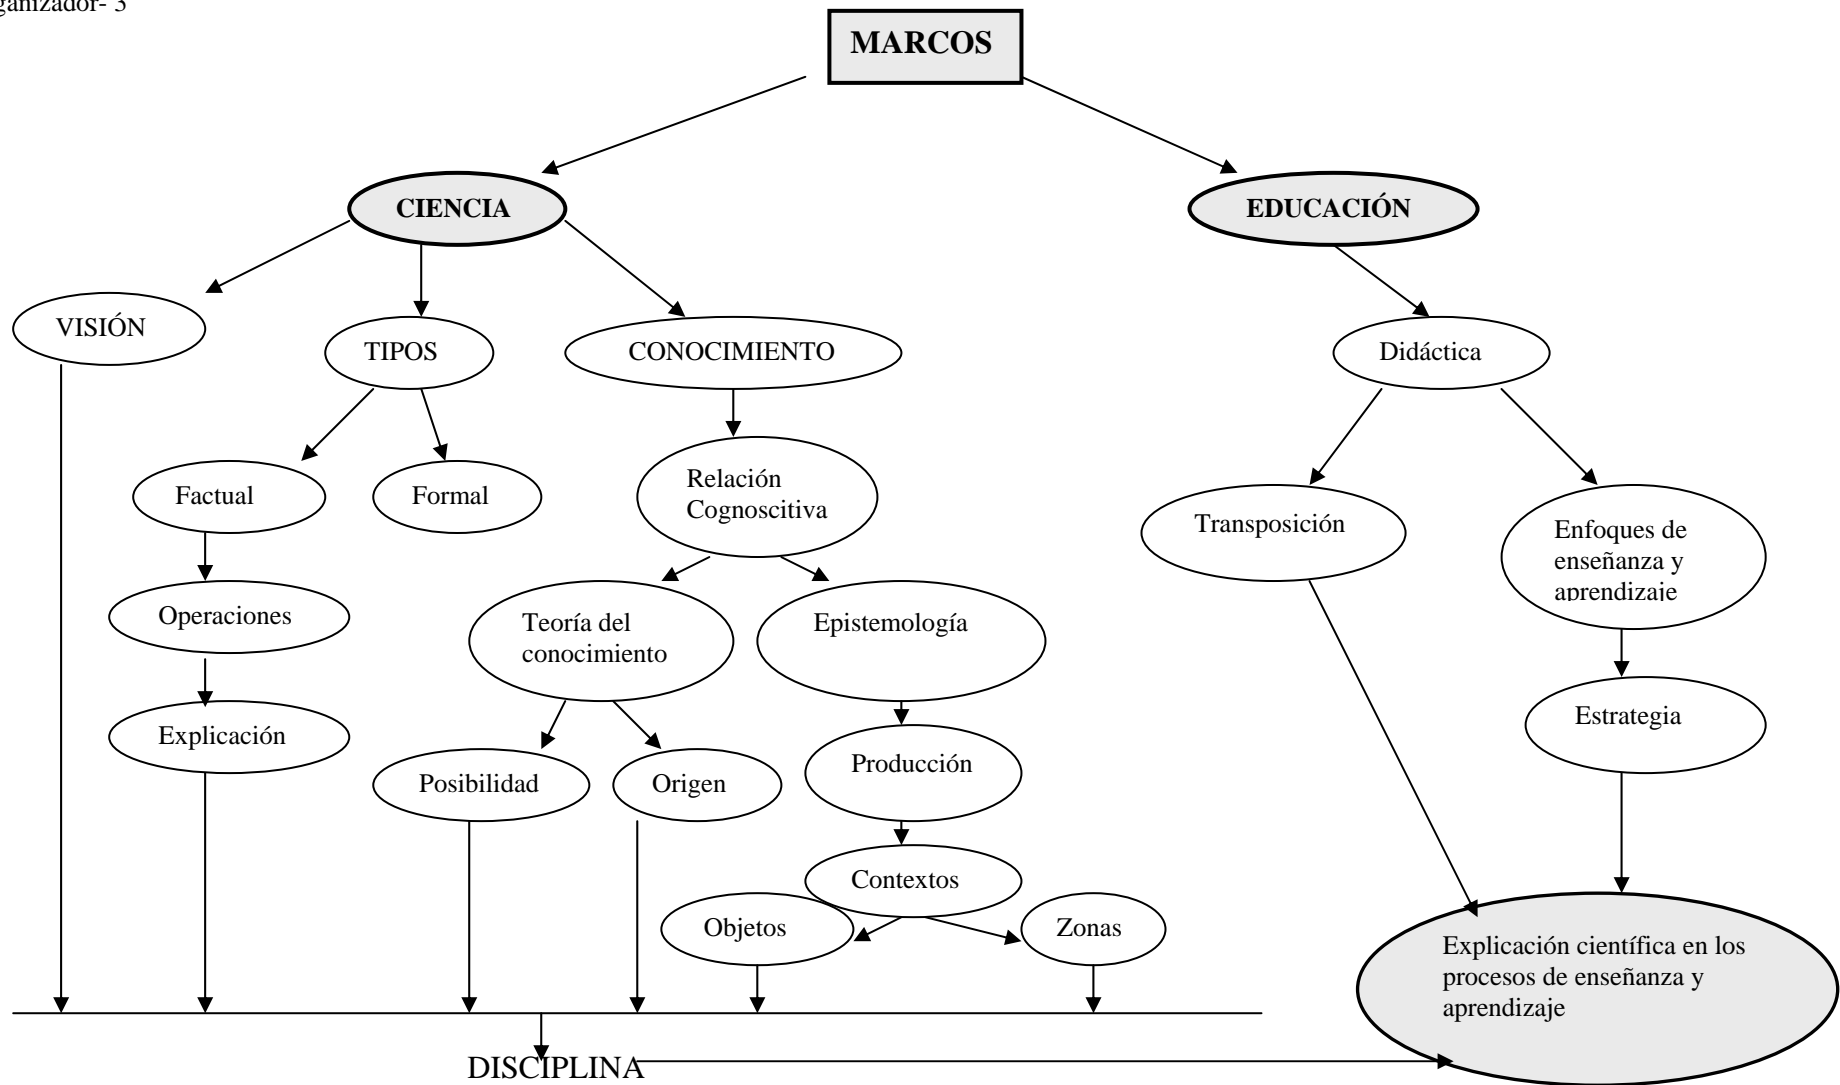 ganizador- 3
MARCOS
CIENCIA
EDUCACIÓN
VISIÓN
TIPOS
CONOCIMIENTO
Didáctica
Factual
Formal
Relación
Cognoscitiva
Transposición
Enfoques de
enseñanza y
aprendizaje
Operaciones
Teoría del
conocimiento
Epistemología
Estrategia
Explicación
Posibilidad
Origen
Producción
Contextos
Objetos
Zonas
Explicación científica en los
procesos de enseñanza y
aprendizaje
DISCIPLINA